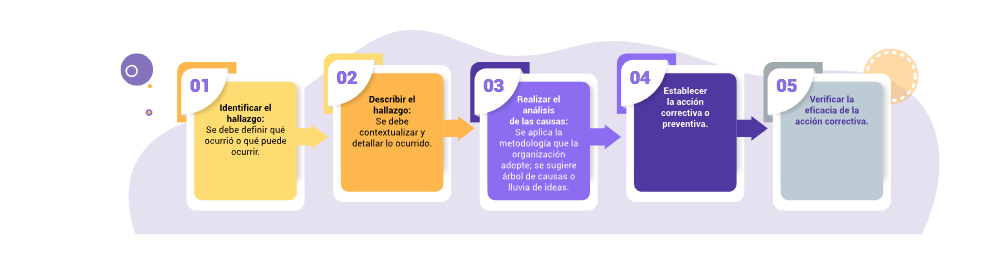 01
Identificar el
hallazgo:
Se debe definir qué
ocurrió o qué puede
ocurrir.
02
Describir el
hallazgo:
Se debe
contextualizar y
detallar lo ocurrido.
03
Realizar el
análisis
de las causas:
Se aplica la
metodología que la
organización
adopte; se sugiere
árbol de causas o
lluvia de ideas.
04
Establecer
la acción
correctiva o
preventiva.
05
Verificar la
eficacia de la
acción correctiva.